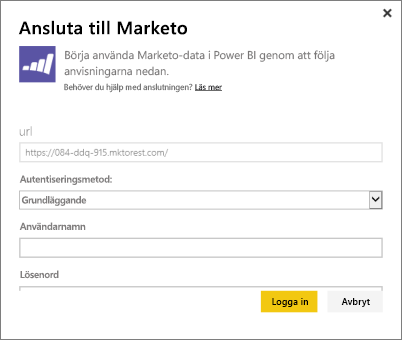 Ansluta till Marketo
Börja använda Marketo-data i Power BI genom att följa
anvisningarna nedan.
Behöver du hjälp med anslutningen? Läs mer
url
https://084-ddq-915.mktorest.com/
Autentiseringsmetod:
Grundläggande
Användarnamn
Lösenord
Logga in
Avbryt